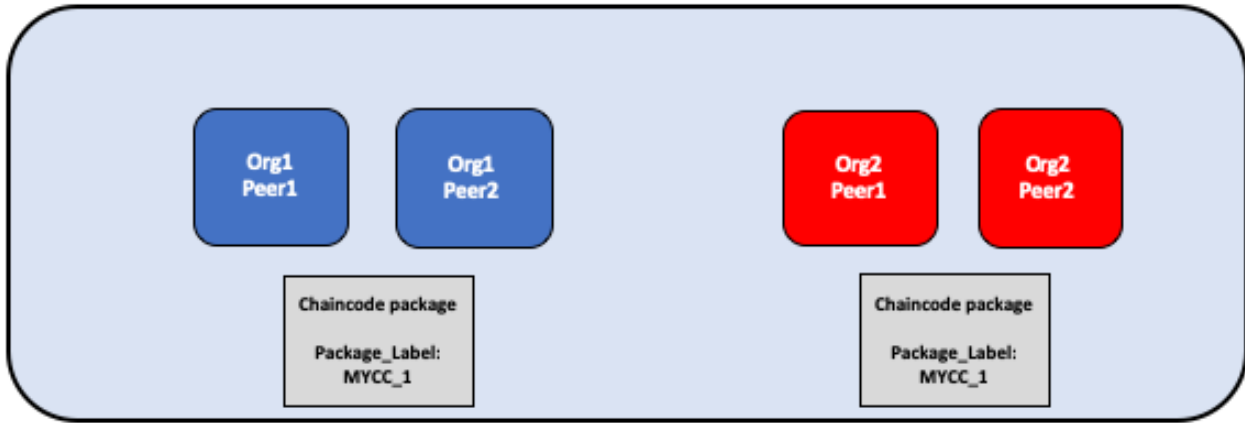 Org1
Peer1
Org1
Peer2
Org2
Peer1
Org2
Peer2
Chaincode package
Package_Label:
MYCC_1
Chaincode package
Package_Label:
MYCC_1